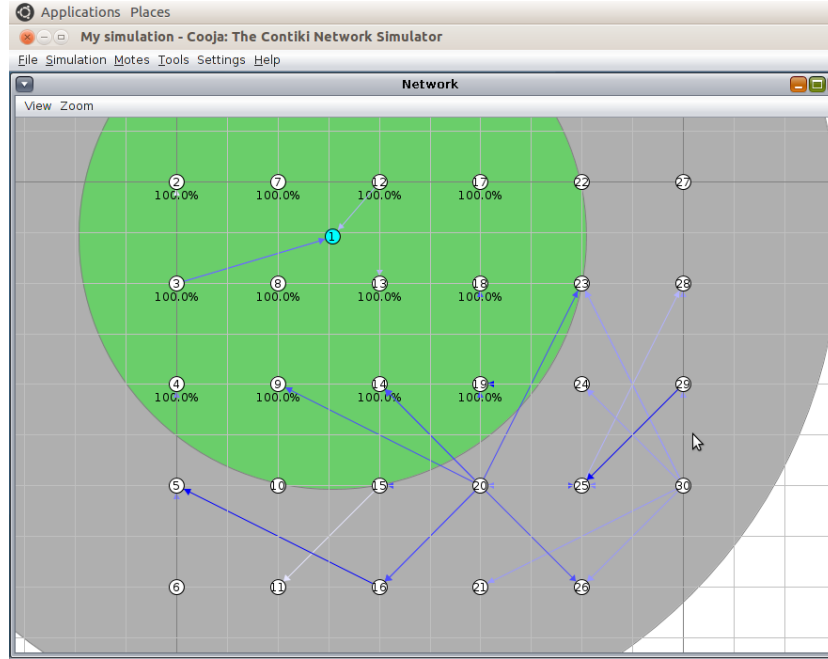 Applications Places
My simulation - Cooja: The Contiki Network Simulator
File Simulation Motes Tools Settings Help
Network
View Zoom
2 7 12 17 22 27
100.0% 100.0% 100.0% 100.0%
1
3 8 13 18 23 28
100.0% 100.0% 100.0% 100.0%
4 9 14 19 24 29
100.0% 100.0% 100.0% 100.0%
5 10 15 20 25 30
6 11 16 21 26